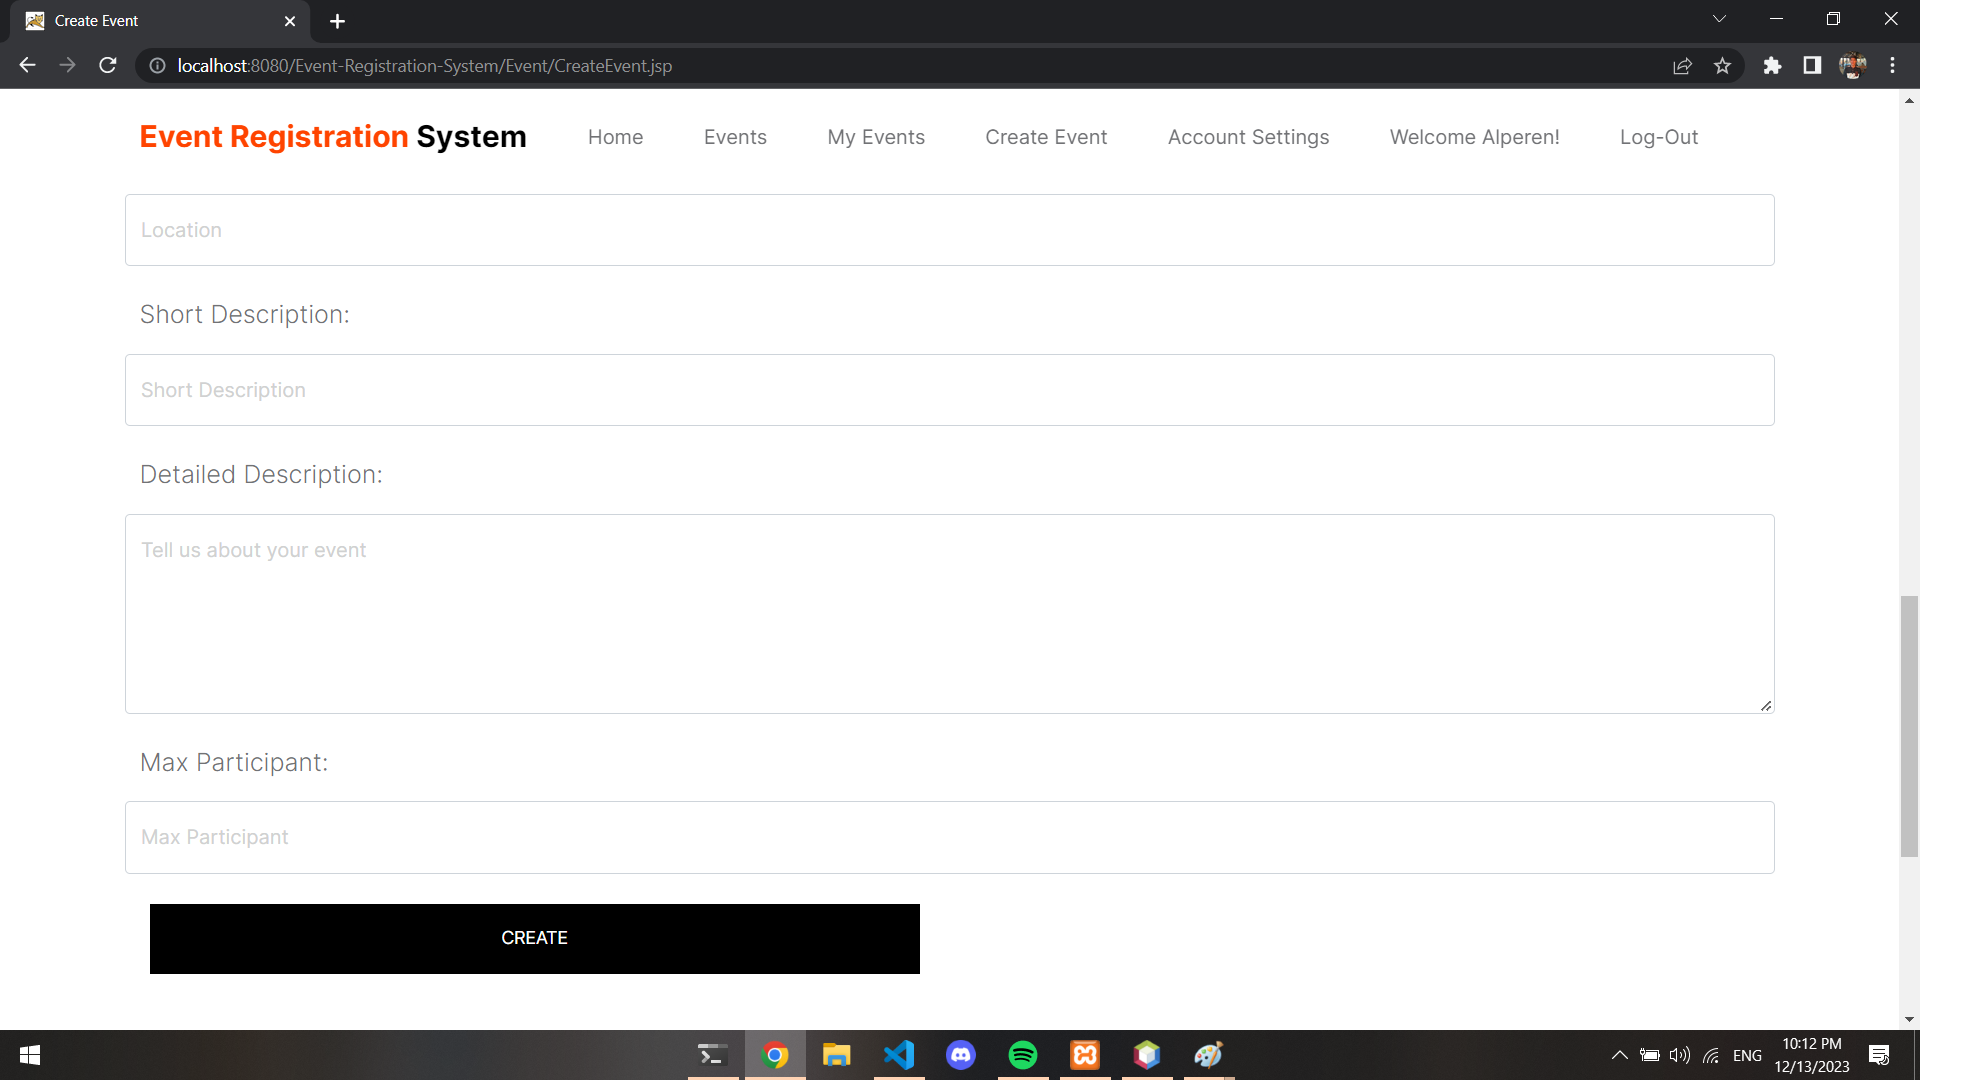 Create Event
localhost:8080/Event-Registration-System/Event/CreateEvent.jsp
Event Registration System Home Events My Events Create Event Account Settings Welcome Alperen! Log-Out
Location
Short Description:
Short Description
Detailed Description:
Tell us about your event
Max Participant:
Max Participant
CREATE
ENG
10:12 PM
12/13/2023